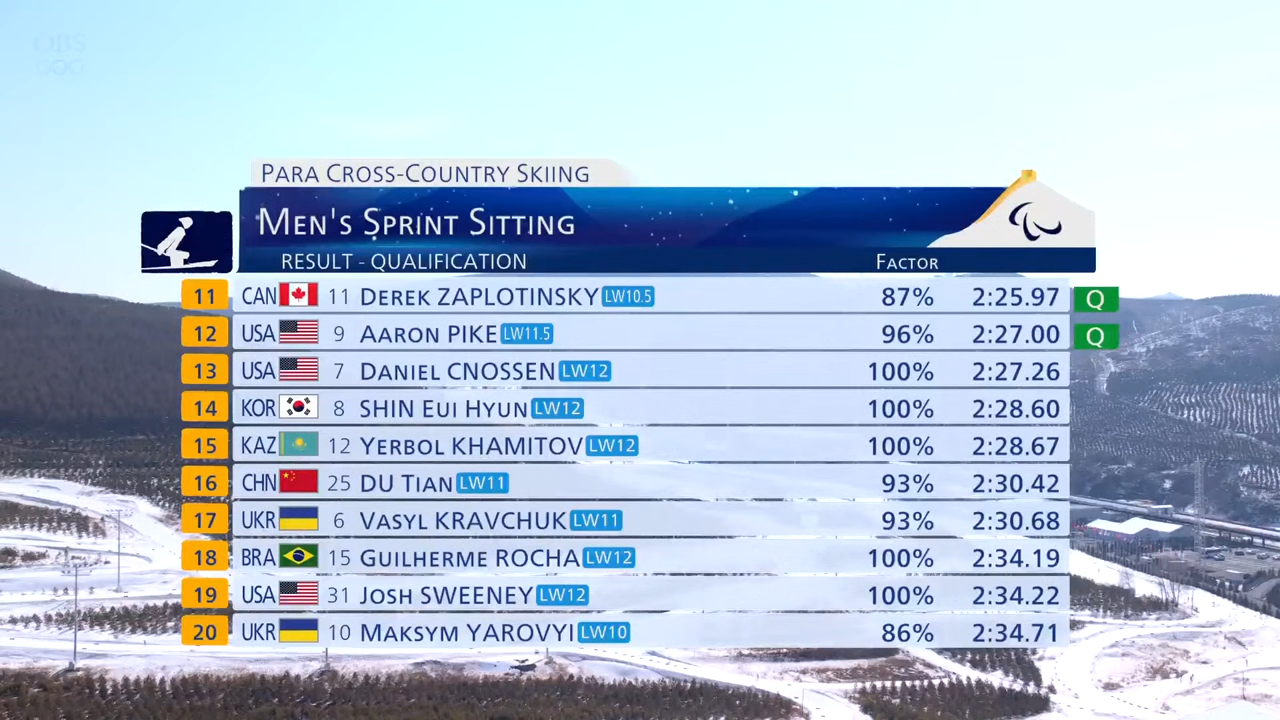 OBS
PARA CROSS-COUNTRY SKIING
MEN'S SPRINT SITTING
RESULT - QUALIFICATION FACTOR
11 CAN 11 DEREK ZAPLOTINSKY LW10.5 87% 2:25.97 Q
12 USA 9 AARON PIKE LW11.5 96% 2:27.00 Q
13 USA 7 DANIEL CNOSSEN LW12 100% 2:27.26
14 KOR 8 SHIN EUI HYUN LW12 100% 2:28.60
15 KAZ 12 YERBOL KHAMITOV LW12 100% 2:28.67
16 CHN 25 DU TIAN LW11 93% 2:30.42
17 UKR 6 VASYL KRAVCHUK LW11 93% 2:30.68
18 BRA 15 GUILHERME ROCHA LW12 100% 2:34.19
19 USA 31 JOSH SWEENEY LW12 100% 2:34.22
20 UKR 10 MAKSYM YAROVYI LW10 86% 2:34.71